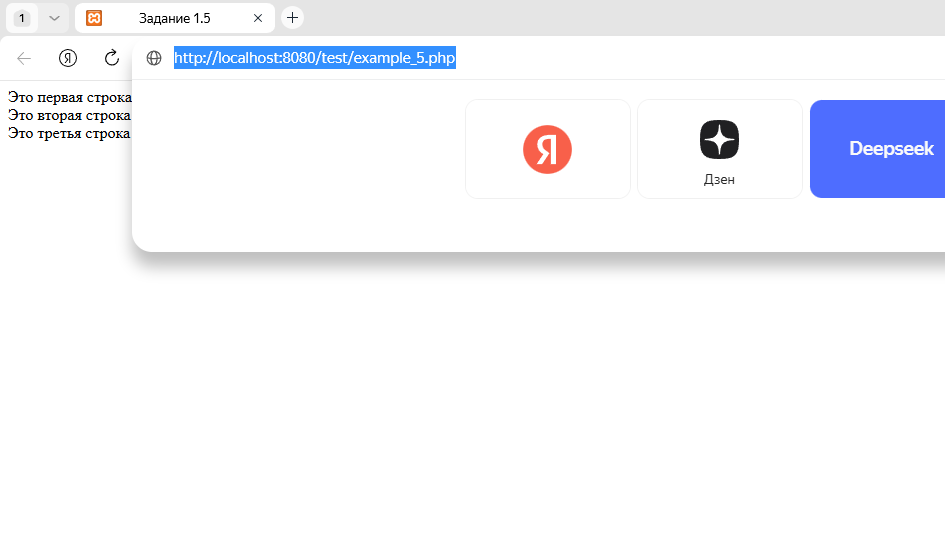 1
Задание 1.5
Я
http://localhost:8080/test/example_5.php
Это первая строка
Это вторая строка
Это третья строка
Я
Дзен
Deepseek